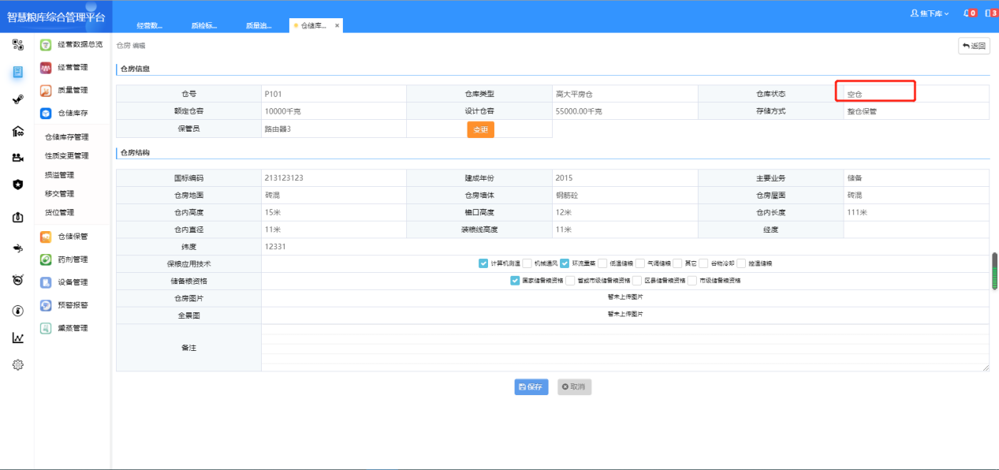 智慧粮库综合管理平台
经营数... 质检标... 质量追... 仓储库... ×
焦下库 0 3
经营数据总览
经营管理
质量管理
仓储库存
仓储库存管理
性质变更管理
损溢管理
移交管理
货位管理
仓储保管
药剂管理
设备管理
预警报警
熏蒸管理
仓房 编辑 返回
仓房信息
仓号 P101 仓库类型 高大平房仓 仓库状态 空仓
额定仓容 10000千克 设计仓容 55000.00千克 存储方式 整仓保管
保管员 路由器3 变更
仓房结构
国标编码 213123123 建成年份 2015 主要业务 储备
仓房地面 砖混 仓房墙体 钢筋砼 仓房屋面 砖混
仓内高度 15米 檐口高度 12米 仓内长度 111米
仓内直径 11米 装粮线高度 11米 经度
纬度 12331
保粮应用技术 计算机测温 机械通风 环流熏蒸 低温储粮 气调储粮 其它 谷物冷却 控温储粮
储备粮资格 国家储备粮资格 省或市级储备粮资格 区县储备粮资格 市级储备粮资格
仓房图片 暂未上传图片
全景图 暂未上传图片
备注
保存 取消